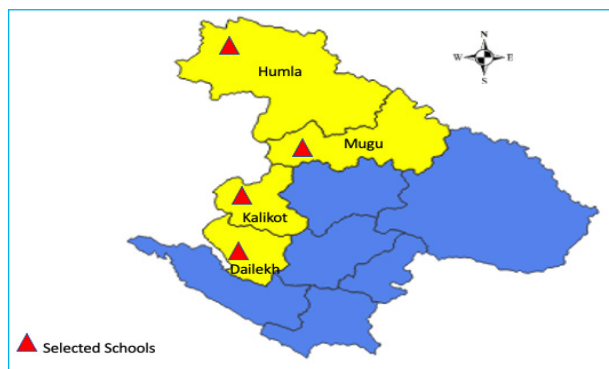 N
W E
S
Humla
Mugu
Kalikot
Dailekh
Selected Schools